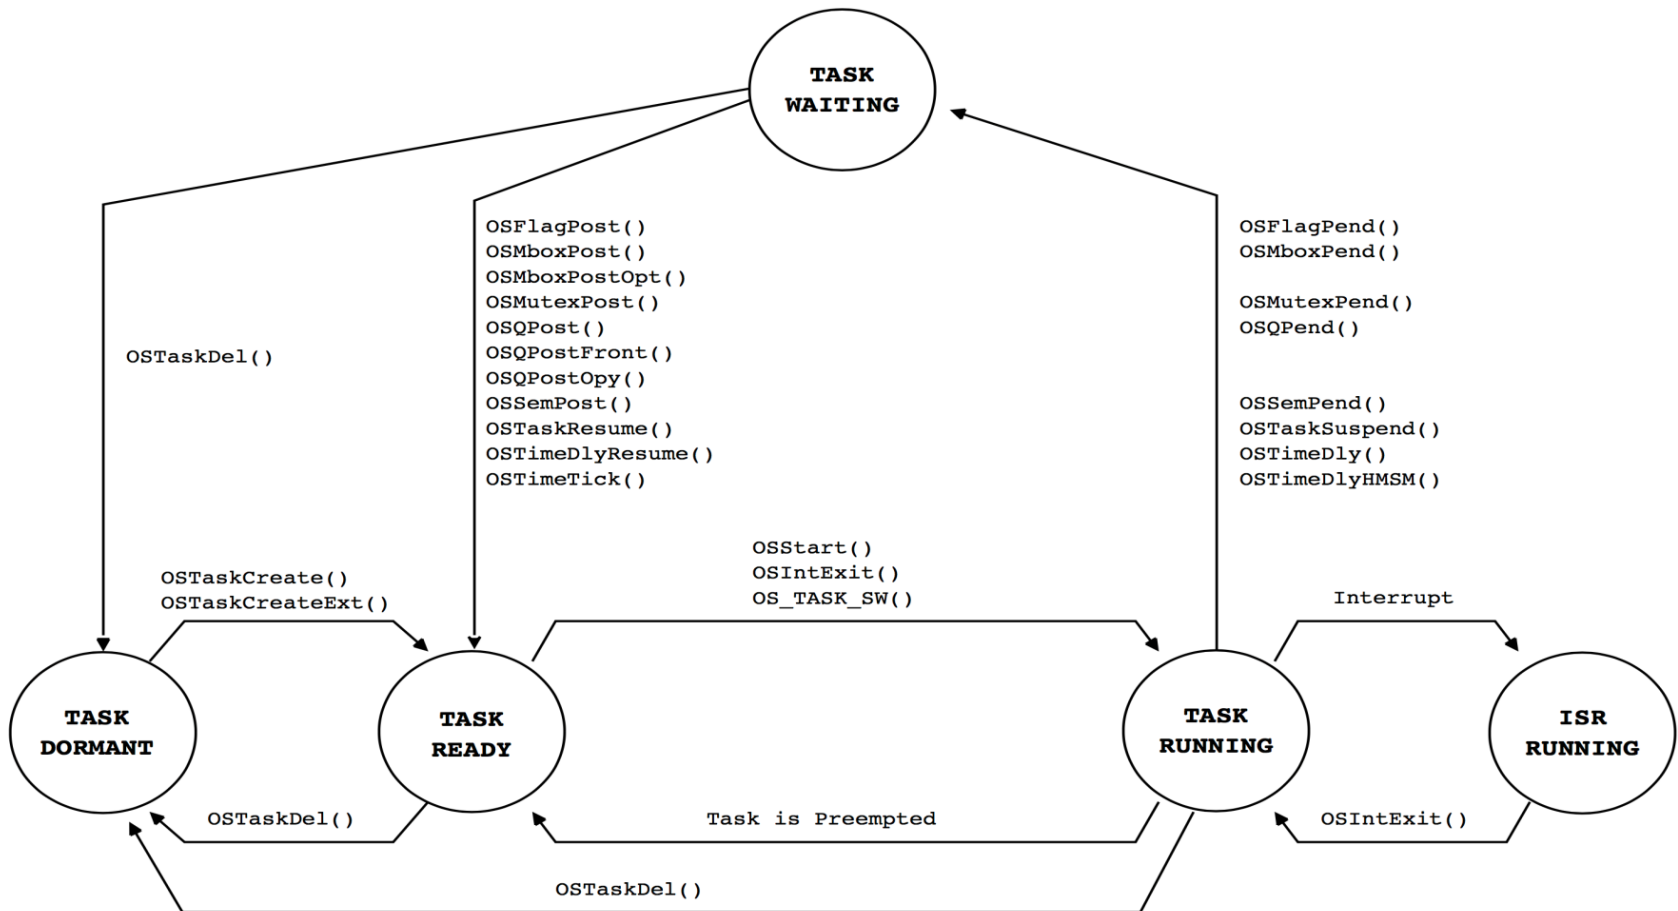 TASK
WAITING
OSFlagPost()
OSMboxPost()
OSMboxPostOpt()
OSMutexPost()
OSQPost()
OSQPostFront()
OSQPostOpy()
OSSemPost()
OSTaskResume()
OSTimeDlyResume()
OSTimeTick()
OSFlagPend()
OSMboxPend()
OSMutexPend()
OSQPend()
OSSemPend()
OSTaskSuspend()
OSTimeDly()
OSTimeDlyHMSM()
OSTaskDel()
OSTaskCreate()
OSTaskCreateExt()
OSStart()
OSIntExit()
OS_TASK_SW()
Interrupt
TASK
DORMANT
TASK
READY
TASK
RUNNING
ISR
RUNNING
OSTaskDel()
Task is Preempted
OSIntExit()
OSTaskDel()